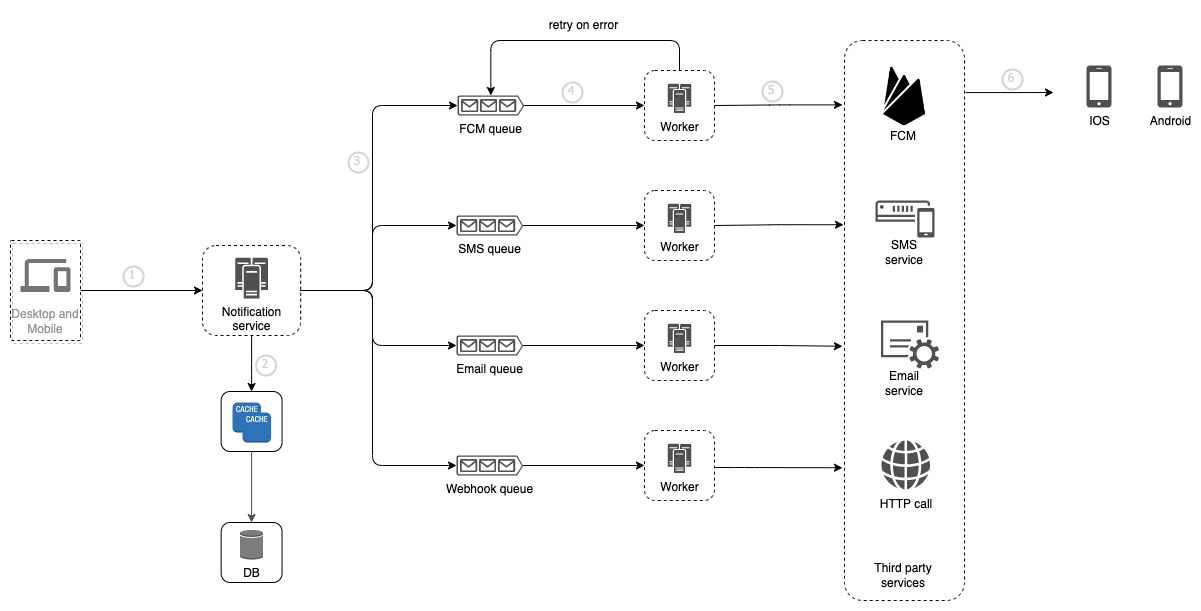 retry on error
1
Desktop and
Mobile
Notification
service
2
CACHE
CACHE
DB
3
FCM queue
4
Worker
5
FCM
6
IOS
Android
SMS queue
Worker
SMS
service
Email queue
Worker
Email
service
Webhook queue
Worker
HTTP call
Third party
services